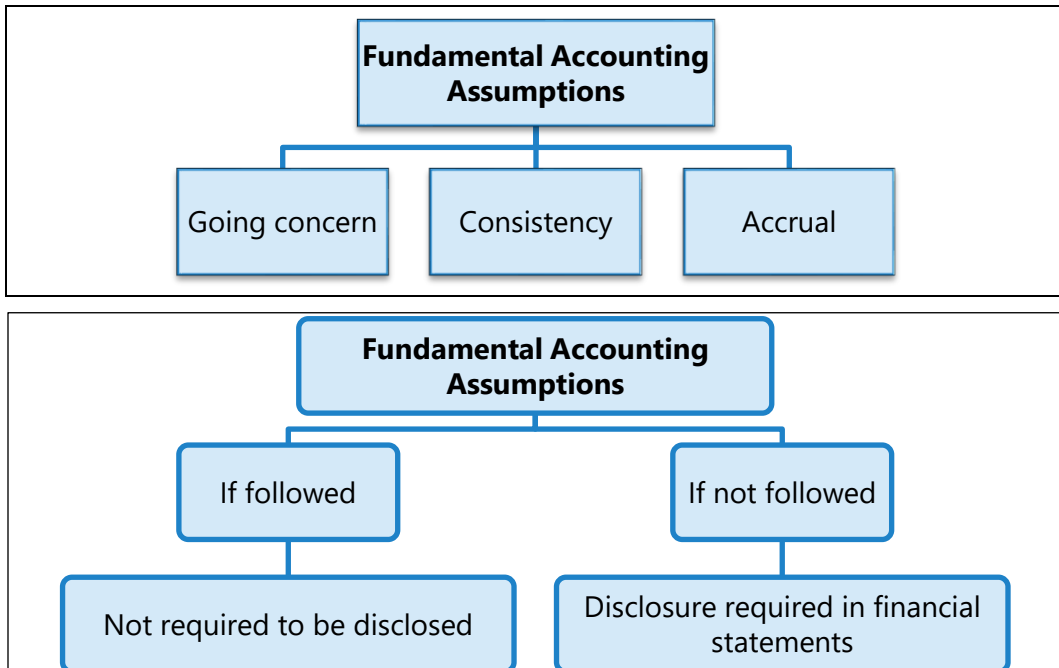 Fundamental Accounting
Assumptions
Going concern
Consistency
Accrual
Fundamental Accounting
Assumptions
If followed
If not followed
Not required to be disclosed
Disclosure required in financial
statements